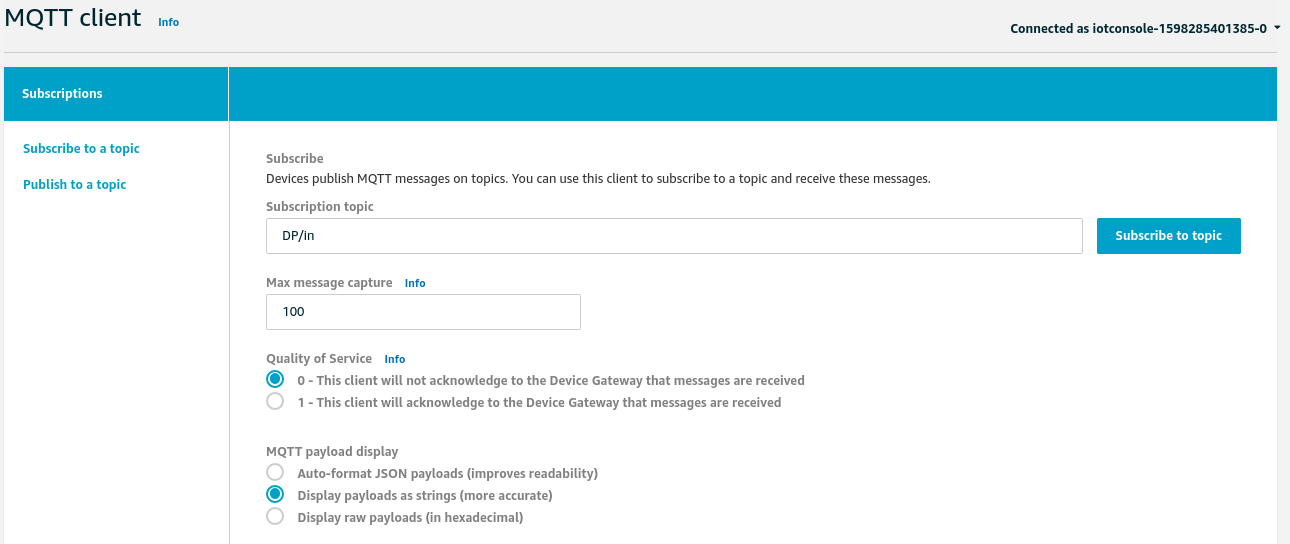 MQTT client Info
Connected as iotconsole-1598285401385-0
Subscriptions
Subscribe to a topic
Publish to a topic
Subscribe
Devices publish MQTT messages on topics. You can use this client to subscribe to a topic and receive these messages.
Subscription topic
DP/in
Subscribe to topic
Max message capture Info
100
Quality of Service Info
0 - This client will not acknowledge to the Device Gateway that messages are received
1 - This client will acknowledge to the Device Gateway that messages are received
MQTT payload display
Auto-format JSON payloads (improves readability)
Display payloads as strings (more accurate)
Display raw payloads (in hexadecimal)